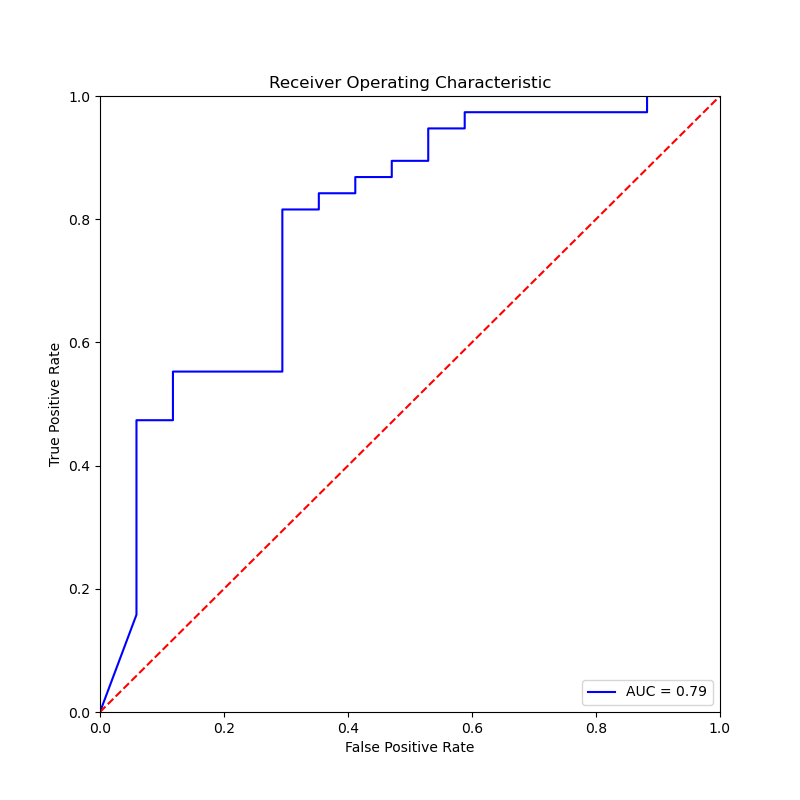 Receiver Operating Characteristic
1.0
0.8
0.6
0.4
0.2
0.0
True Positive Rate
AUC = 0.79
0.0 0.2 0.4 0.6 0.8 1.0
False Positive Rate